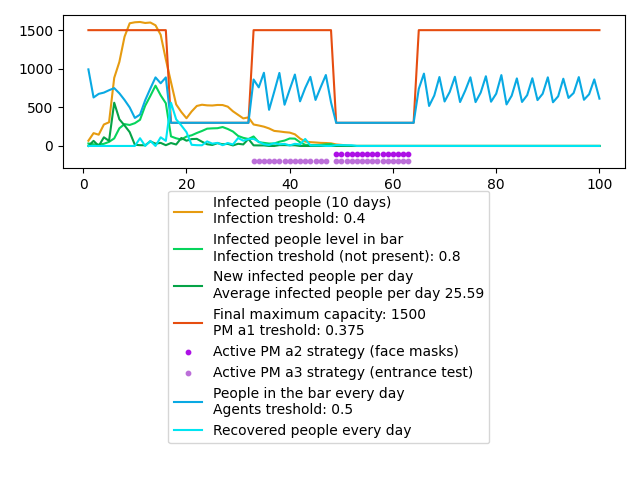 1500
1000
500
0
0
20
40
60
80
100
Infected people (10 days)
Infection treshold: 0.4
Infected people level in bar
Infection treshold (not present): 0.8
New infected people per day
Average infected people per day 25.59
Final maximum capacity: 1500
PM a1 treshold: 0.375
Active PM a2 strategy (face masks)
Active PM a3 strategy (entrance test)
People in the bar every day
Agents treshold: 0.5
Recovered people every day